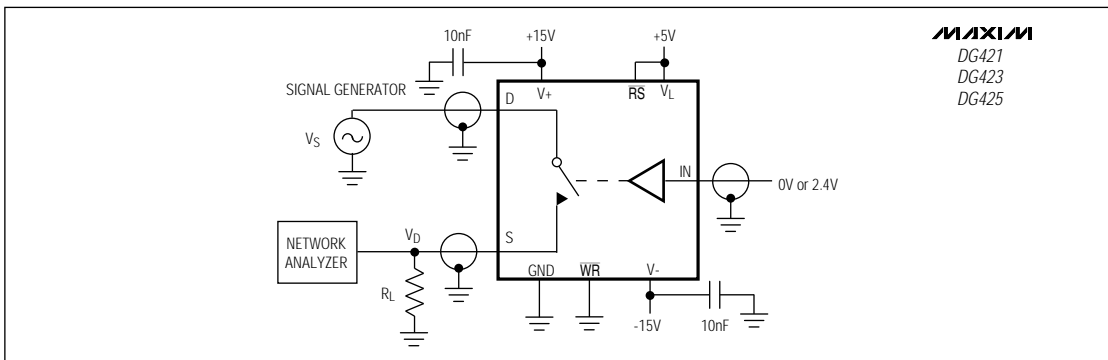 10nF
+15V
+5V
MAXIM
DG421
DG423
DG425
SIGNAL GENERATOR
D
V+
RS
VL
VS
IN
0V or 2.4V
NETWORK
ANALYZER
VD
S
RL
GND
WR
V-
-15V
10nF